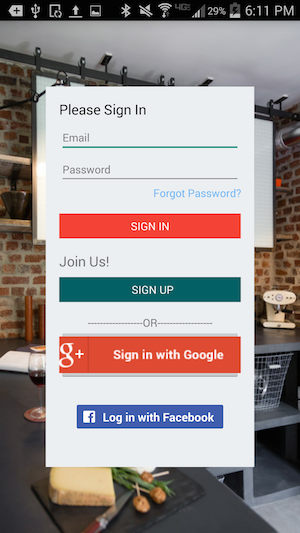 4G LTE 29% 6:11 PM
Please Sign In
Email
Password
Forgot Password?
SIGN IN
Join Us!
SIGN UP
-------------------OR-------------------
g+ Sign in with Google
f Log in with Facebook